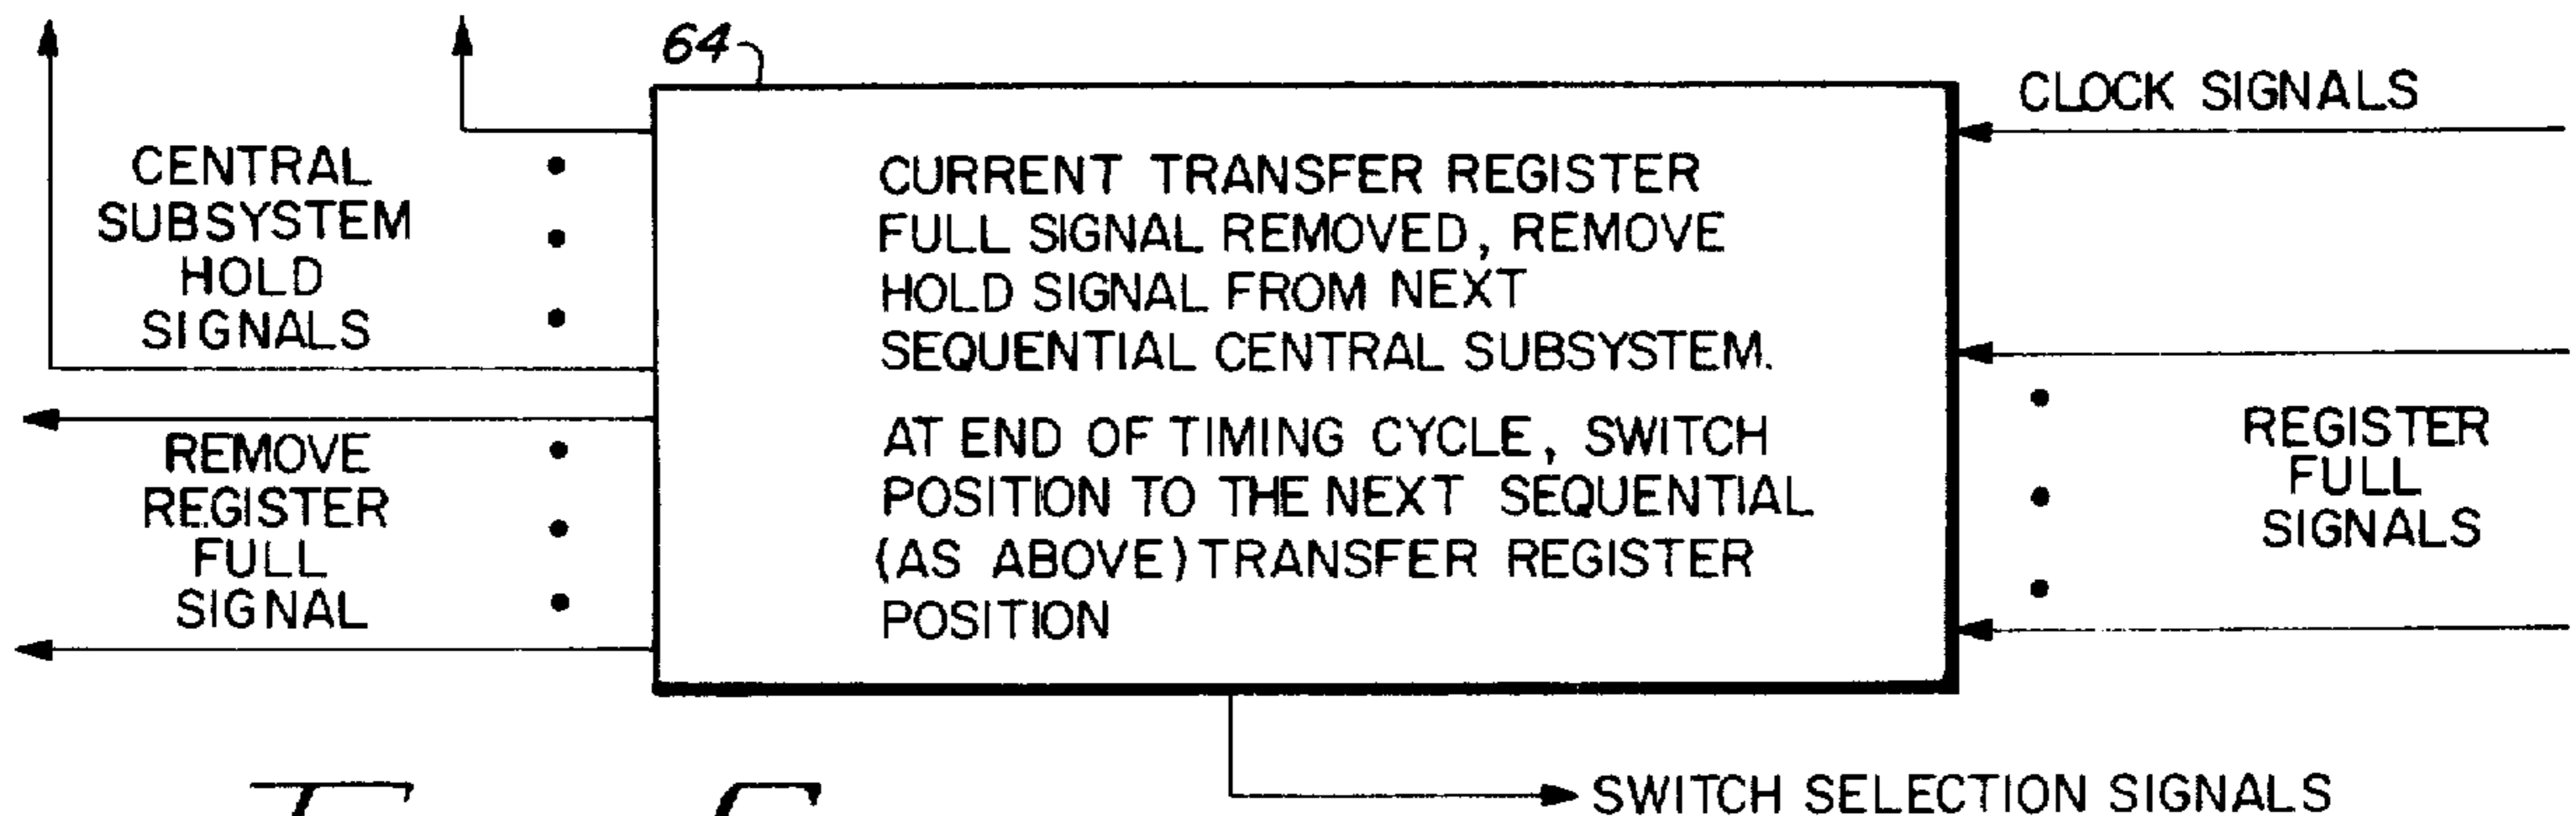 64
CLOCK SIGNALS
CENTRAL
SUBSYSTEM
HOLD
SIGNALS
CURRENT TRANSFER REGISTER
FULL SIGNAL REMOVED, REMOVE
HOLD SIGNAL FROM NEXT
SEQUENTIAL CENTRAL SUBSYSTEM.
AT END OF TIMING CYCLE, SWITCH
POSITION TO THE NEXT SEQUENTIAL
(AS ABOVE) TRANSFER REGISTER
POSITION
REMOVE
REGISTER
FULL
SIGNAL
REGISTER
FULL
SIGNALS
SWITCH SELECTION SIGNALS